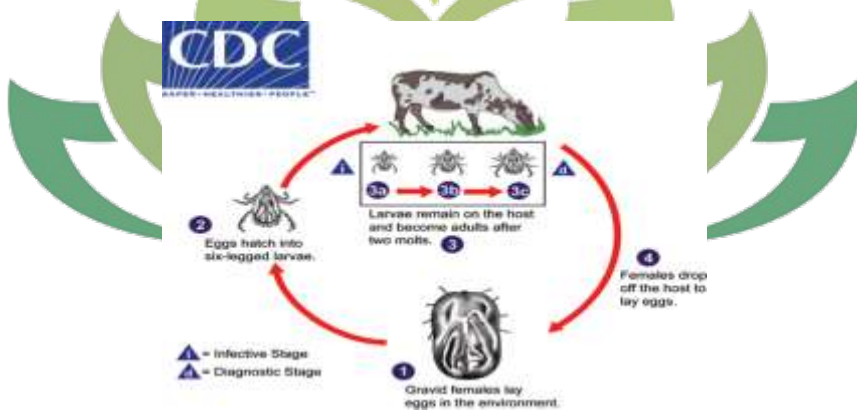 CDC
SAFER • HEALTHIER • PEOPLE™
i
d
3a
3b
3c
Larvae remain on the host
and become adults after
two molts. 3
2
Eggs hatch into
six-legged larvae.
4
Females drop
off the host to
lay eggs.
i = Infective Stage
d = Diagnostic Stage
1
Gravid females lay
eggs in the environment.